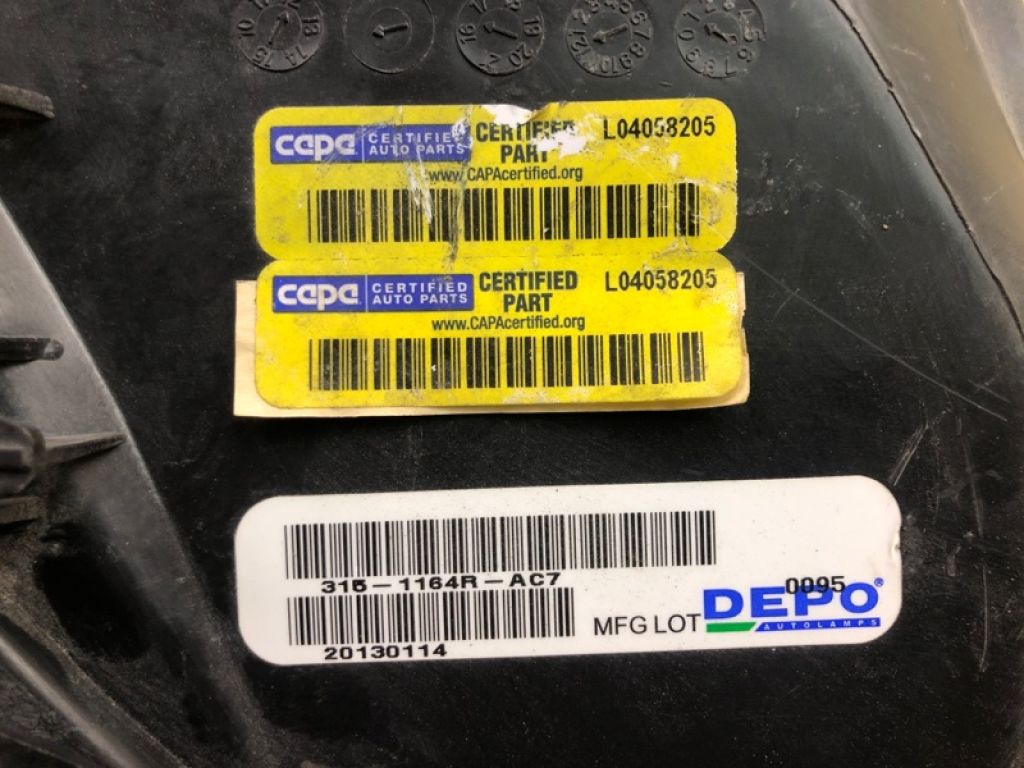 capa CERTIFIED AUTO PARTS CERTIFIED PART L04058205
www.CAPAcertified.org
capa CERTIFIED AUTO PARTS CERTIFIED PART L04058205
www.CAPAcertified.org
315-1164R-AC7
0095
MFG LOT DEPO®
AUTOLAMPS
20130114